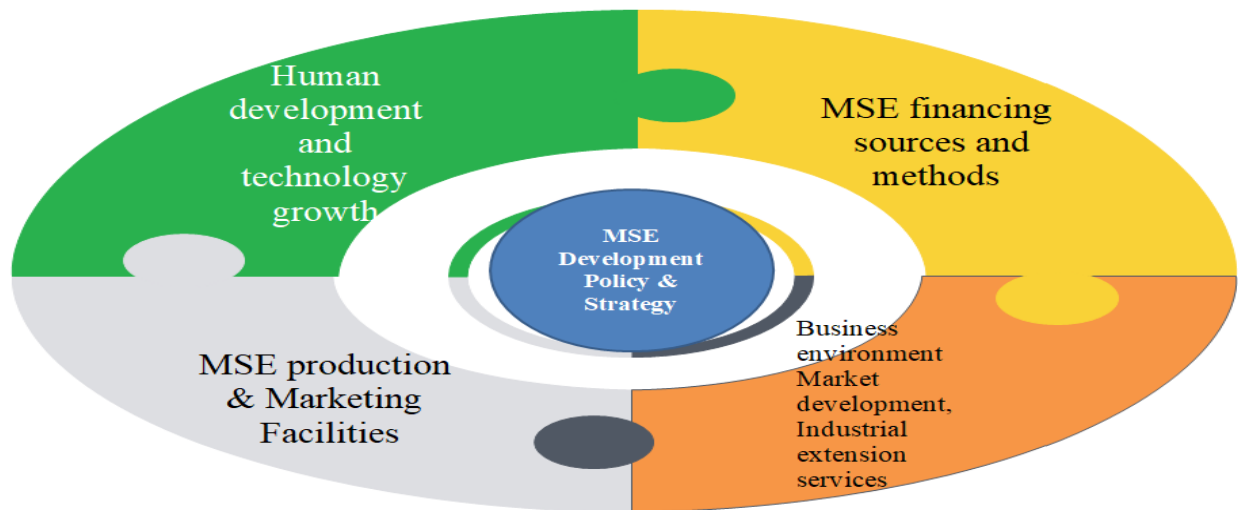 Human
development
and
technology
growth
MSE financing
sources and
methods
MSE
Development
Policy &
Strategy
MSE production
& Marketing
Facilities
Business
environment
Market
development,
Industrial
extension
services